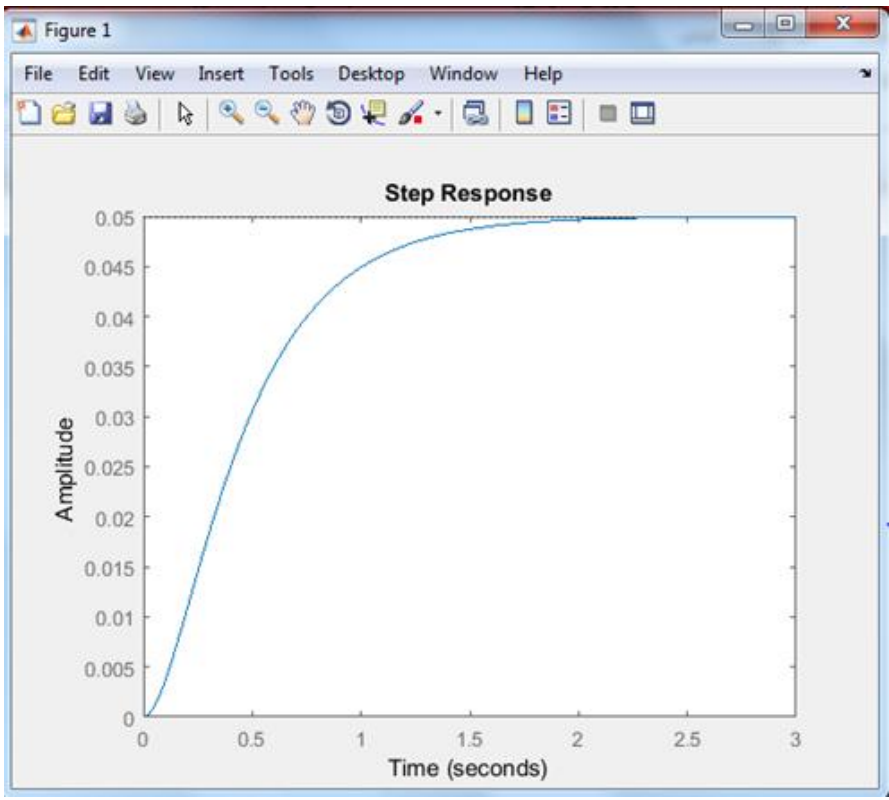 Figure 1
File Edit View Insert Tools Desktop Window Help
Step Response
0.05
0.045
0.04
0.035
0.03
0.025
0.02
0.015
0.01
0.005
0
Amplitude
0 0.5 1 1.5 2 2.5 3
Time (seconds)